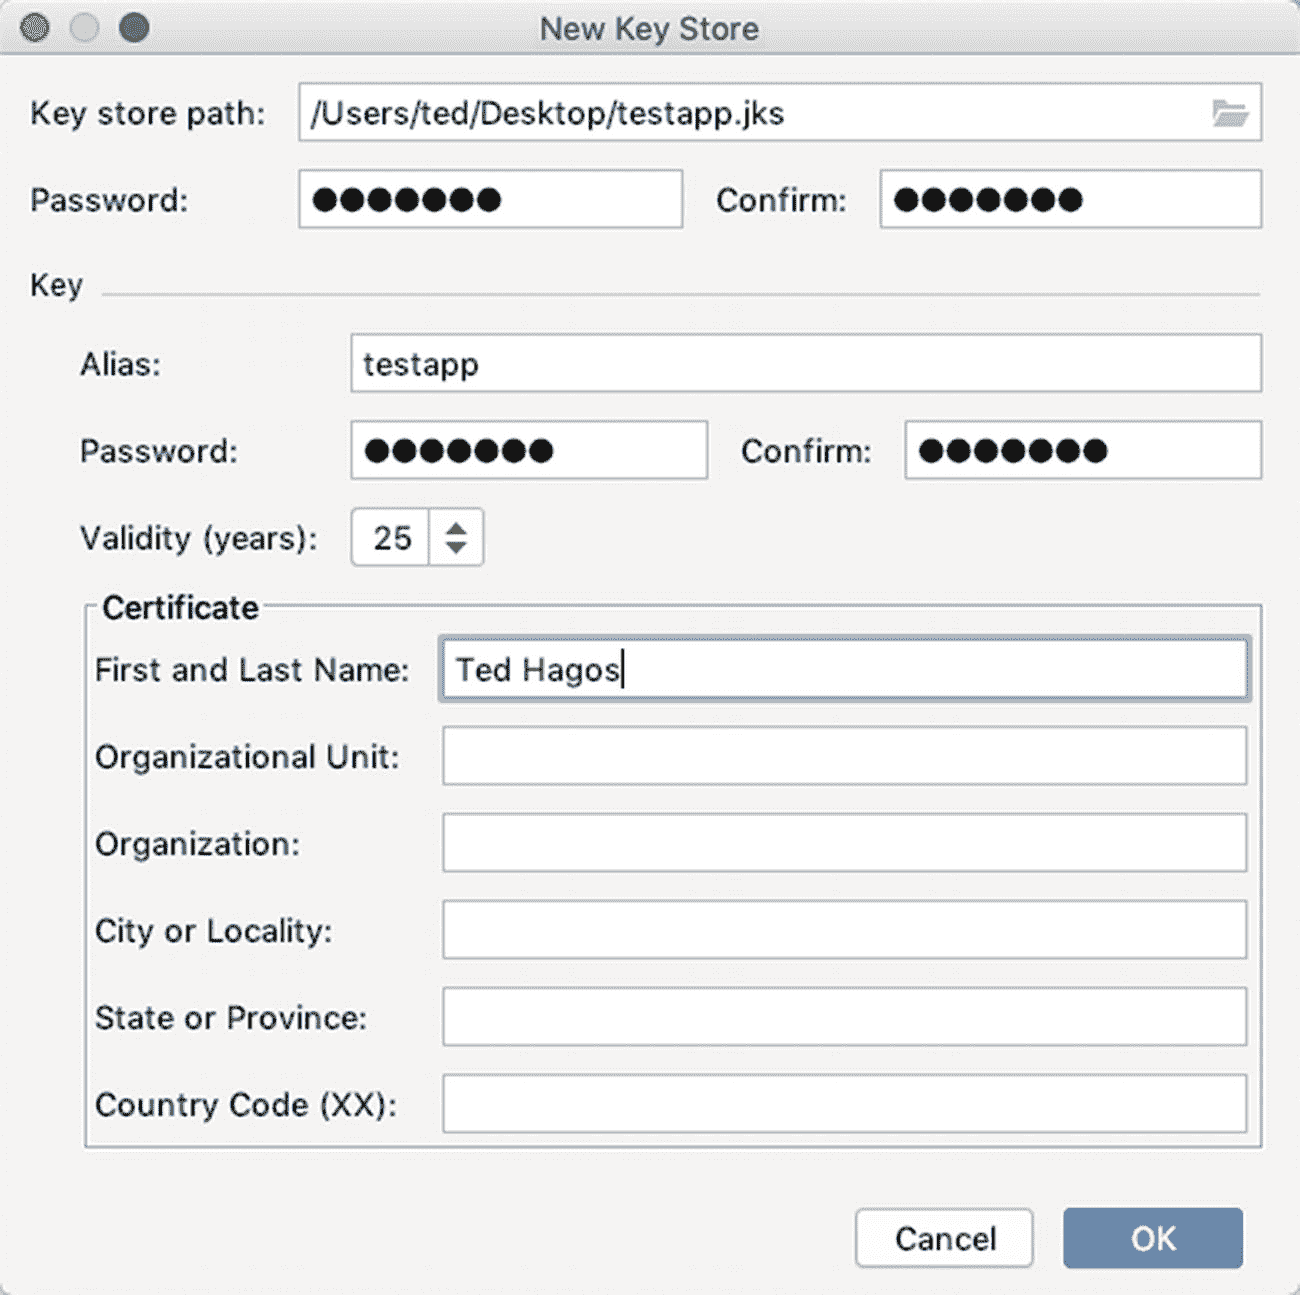 New Key Store
Key store path: /Users/ted/Desktop/testapp.jks
Password: ●●●●●●● Confirm: ●●●●●●●
Key
Alias: testapp
Password: ●●●●●●● Confirm: ●●●●●●●
Validity (years): 25
Certificate
First and Last Name: Ted Hagos
Organizational Unit:
Organization:
City or Locality:
State or Province:
Country Code (XX):
Cancel OK